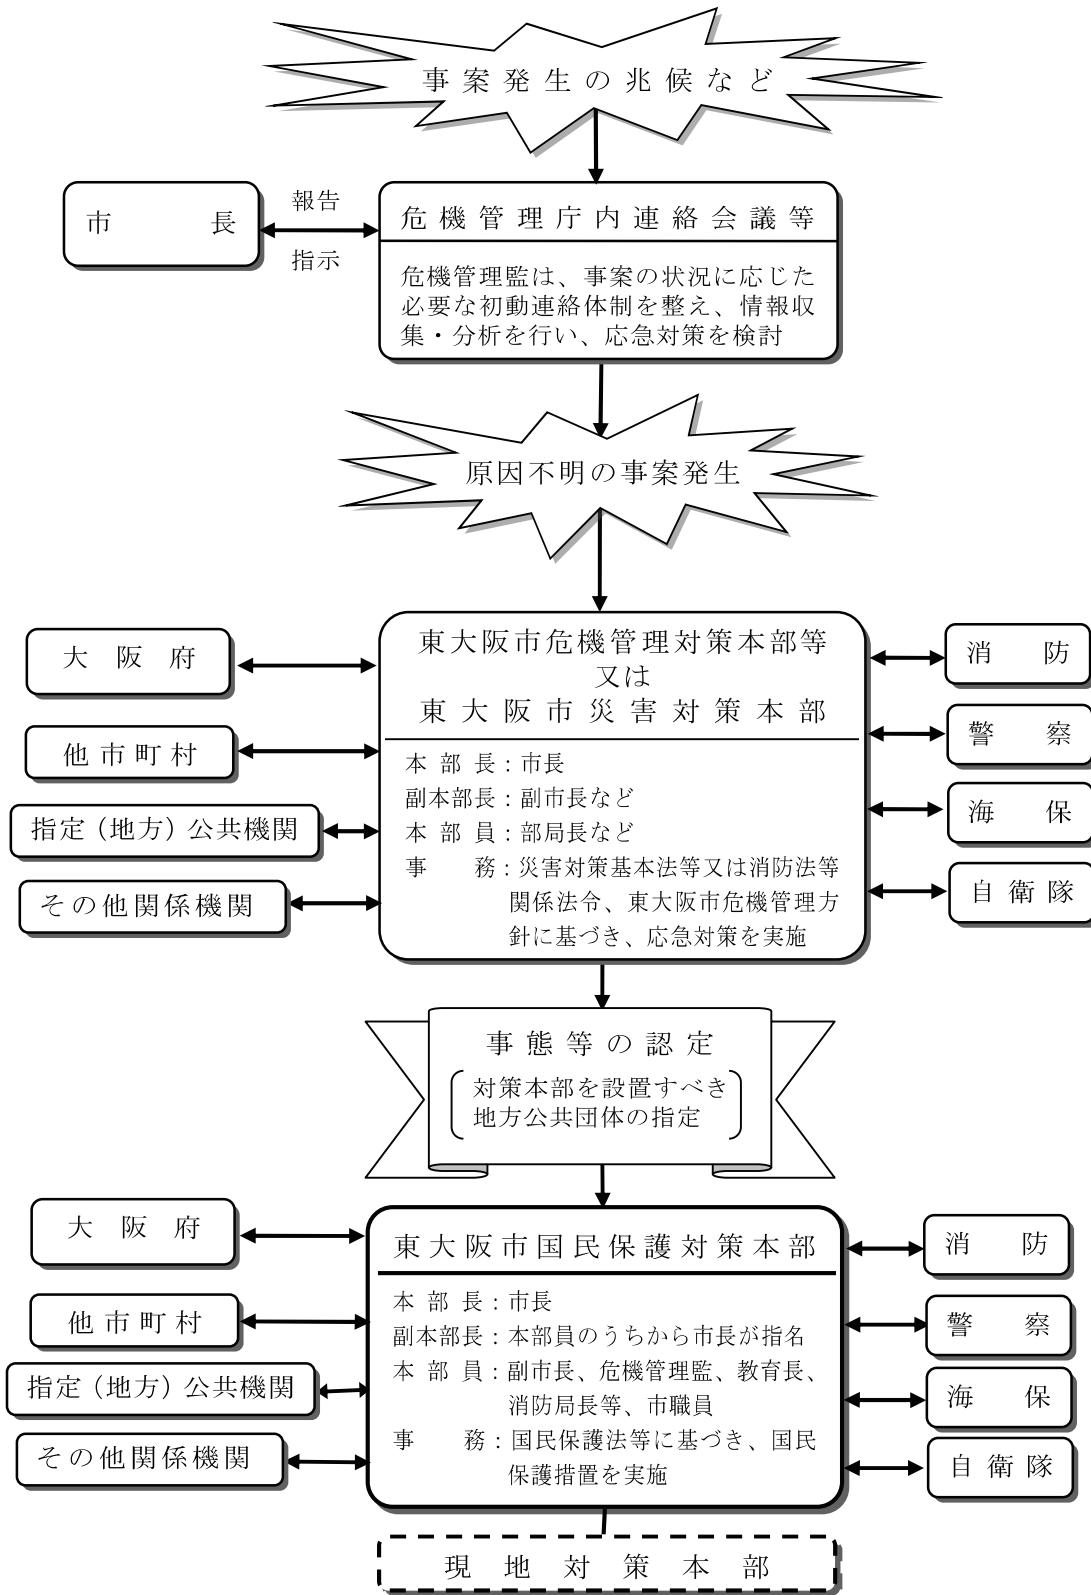 事案発生の兆候など
市長
報告
指示
危機管理庁内連絡会議等
危機管理監は、事案の状況に応じた
必要な初動連絡体制を整え、情報収
集・分析を行い、応急対策を検討
原因不明の事案発生
大阪府
他市町村
指定（地方）公共機関
その他関係機関
東大阪市危機管理対策本部等
又は
東大阪市災害対策本部
本部長：市長
副本部長：副市長など
本部員：部局長など
事務：災害対策基本法等又は消防法等
関係法令、東大阪市危機管理方
針に基づき、応急対策を実施
消防
警察
海保
自衛隊
事態等の認定
対策本部を設置すべき
地方公共団体の指定
大阪府
他市町村
指定（地方）公共機関
その他関係機関
東大阪市国民保護対策本部
本部長：市長
副本部長：本部員のうちから市長が指名
本部員：副市長、危機管理監、教育長、
消防局長等、市職員
事務：国民保護法等に基づき、国民
保護措置を実施
消防
警察
海保
自衛隊
現地対策本部